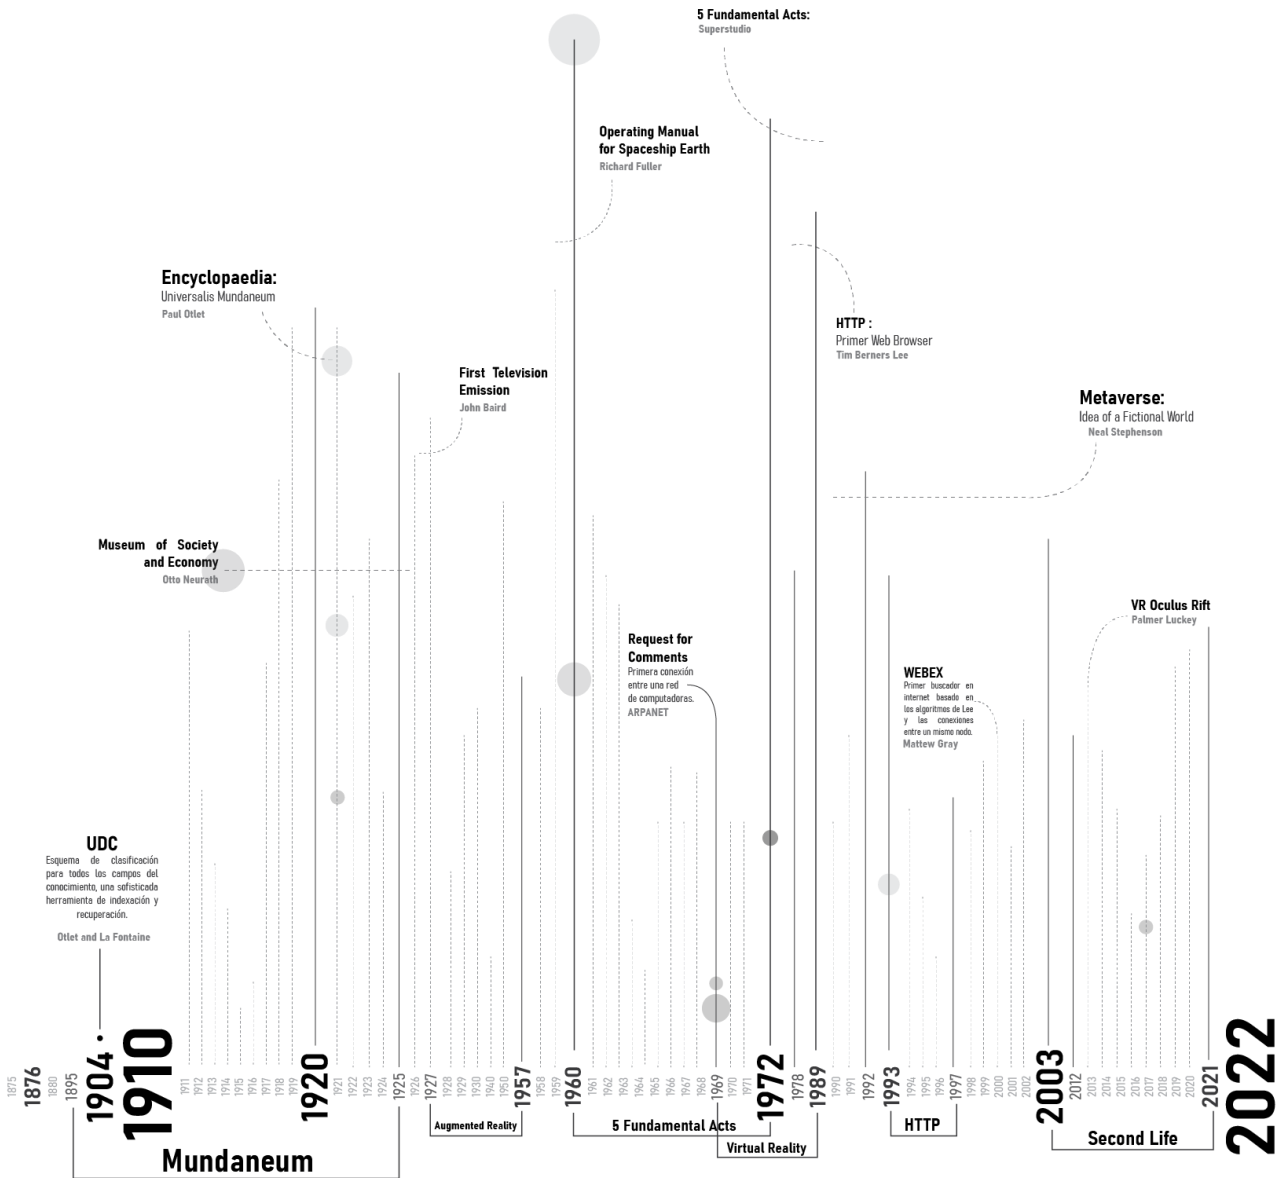 5 Fundamental Acts:
Superstudio
Operating Manual
for Spaceship Earth
Richard Fuller
Encyclopaedia:
Universalis Mundaneum
Paul Otlet
HTTP :
Primer Web Browser
Tim Berners Lee
First Television
Emission
John Baird
Metaverse:
Idea of a Fictional World
Neal Stephenson
Museum of Society
and Economy
Otto Neurath
VR Oculus Rift
Palmer Luckey
Request for
Comments
Primera conexión
entre una red
de computadoras.
ARPANET
WEBEX
Primer buscador en
internet basado en
los algoritmos de Lee
y las conexiones
entre un mismo nodo.
Mattew Gray
UDC
Esquema de clasificación
para todos los campos del
conocimiento, una sofisticada
herramienta de indexación y
recuperación.
Otlet and La Fontaine
1875
1876
1880
1895
1904
1910
1911
1912
1913
1914
1915
1916
1917
1918
1919
1920
1921
1922
1923
1924
1925
1926
1927
1928
1929
1930
1940
1950
1957
1958
1959
1960
1961
1962
1963
1964
1965
1966
1967
1968
1969
1970
1971
1972
1978
1989
1990
1991
1992
1993
1994
1995
1996
1997
1998
1999
2000
2001
2002
2003
2012
2013
2014
2015
2017
2018
2019
2020
2021
2022
Mundaneum
Augmented Reality
5 Fundamental Acts
Virtual Reality
HTTP
Second Life